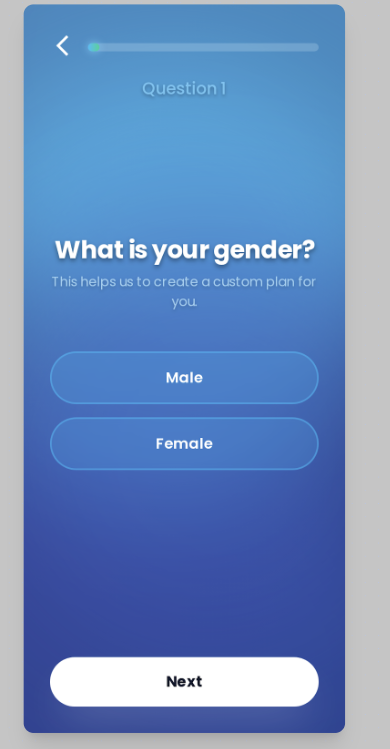 Question 1
What is your gender?
This helps us to create a custom plan for
you.
Male
Female
Next